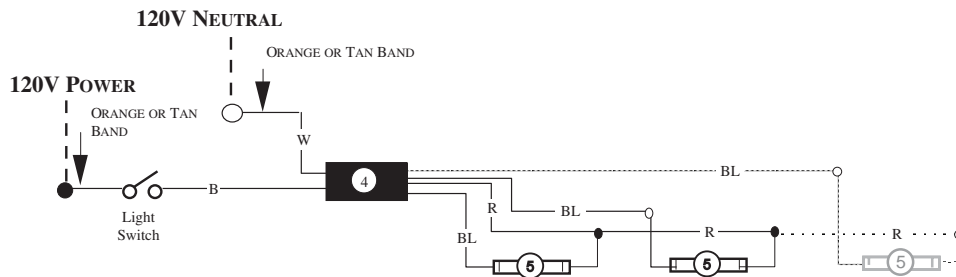 120V NEUTRAL
ORANGE OR TAN BAND
120V POWER
ORANGE OR TAN
BAND
W
4
BL
B
R
BL
R
R
BL
Light
Switch
5
5
5